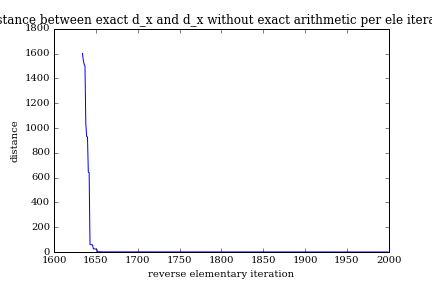 stance between exact d_x and d_x without exact arithmetic per ele itera
1800
1600
1400
1200
1000
800
600
400
200
0
distance
1600 1650 1700 1750 1800 1850 1900 1950 2000
reverse elementary iteration